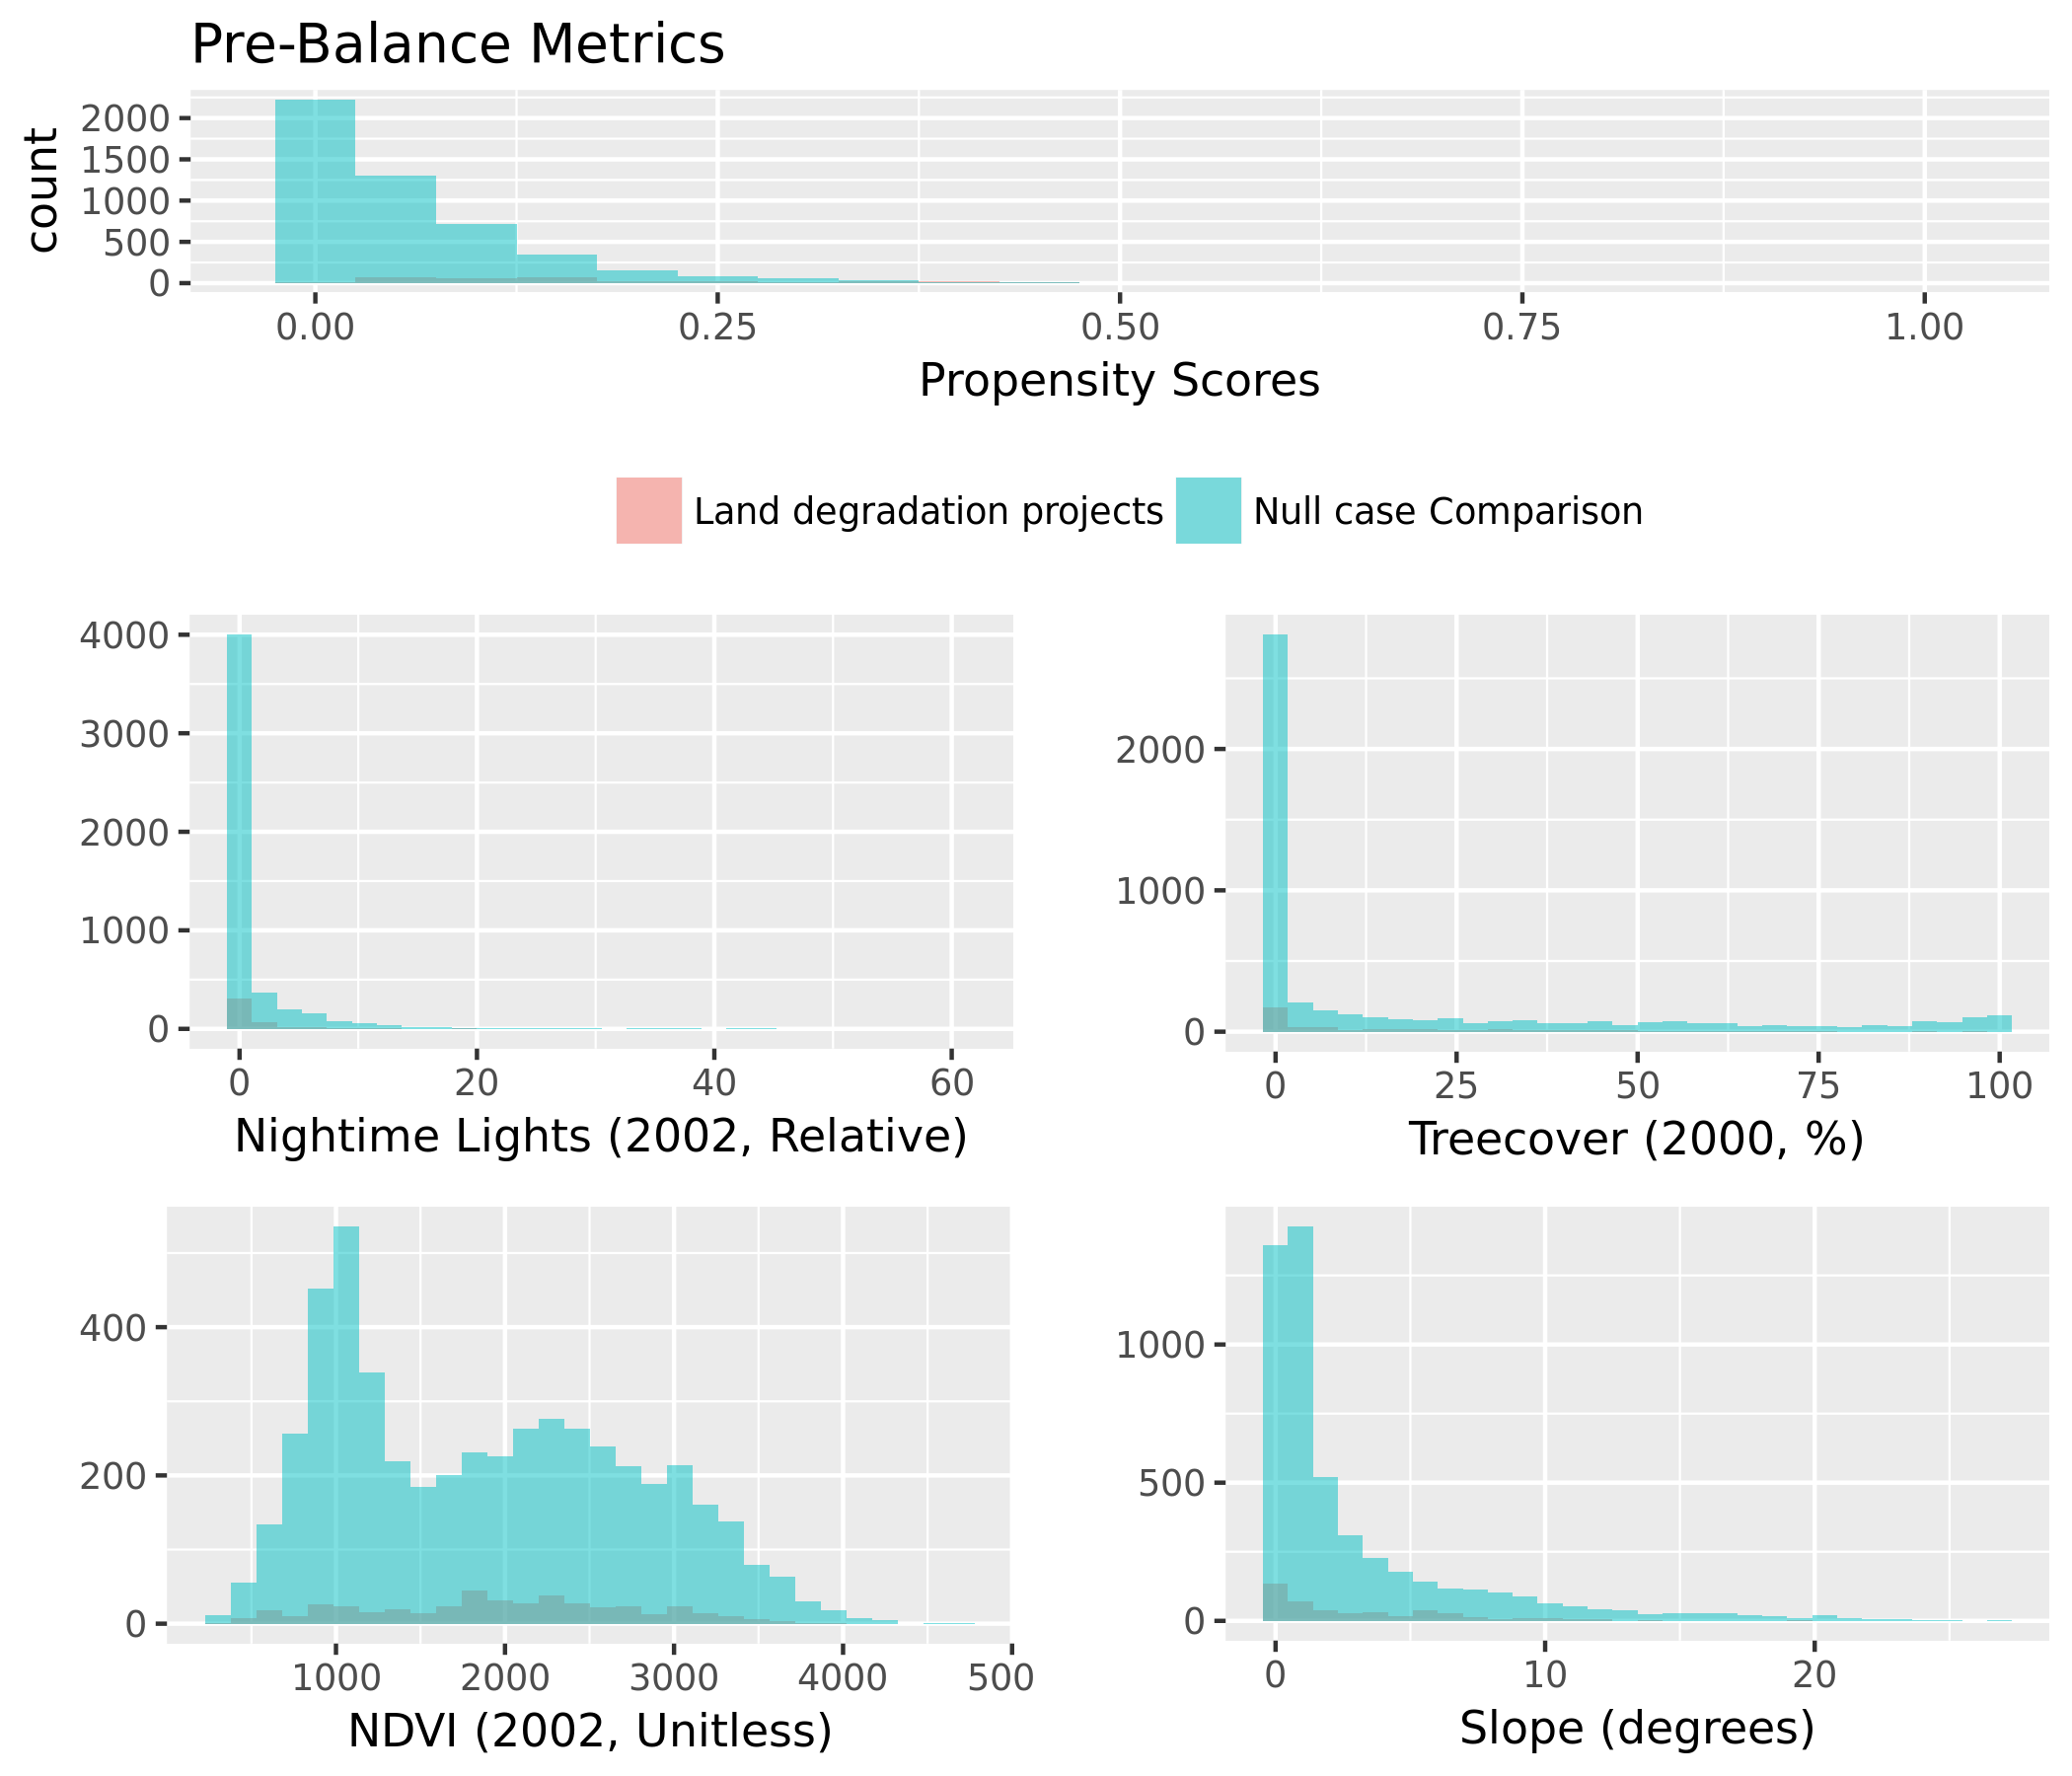 Pre-Balance Metrics
count
2000
1500
1000
500
0
0.00 0.25 0.50 0.75 1.00
Propensity Scores
Land degradation projects Null case Comparison
4000
3000
2000
1000
0
0 20 40 60
Nightime Lights (2002, Relative)
2000
1000
0
0 25 50 75 100
Treecover (2000, %)
400
200
0
1000 2000 3000 4000 500
NDVI (2002, Unitless)
1000
500
0
0 10 20
Slope (degrees)